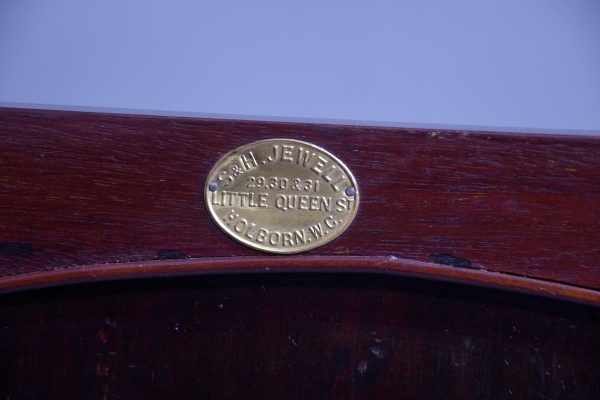 S & H. JEWELL
29, 30 & 31
LITTLE QUEEN ST
HOLBORN. W.C.